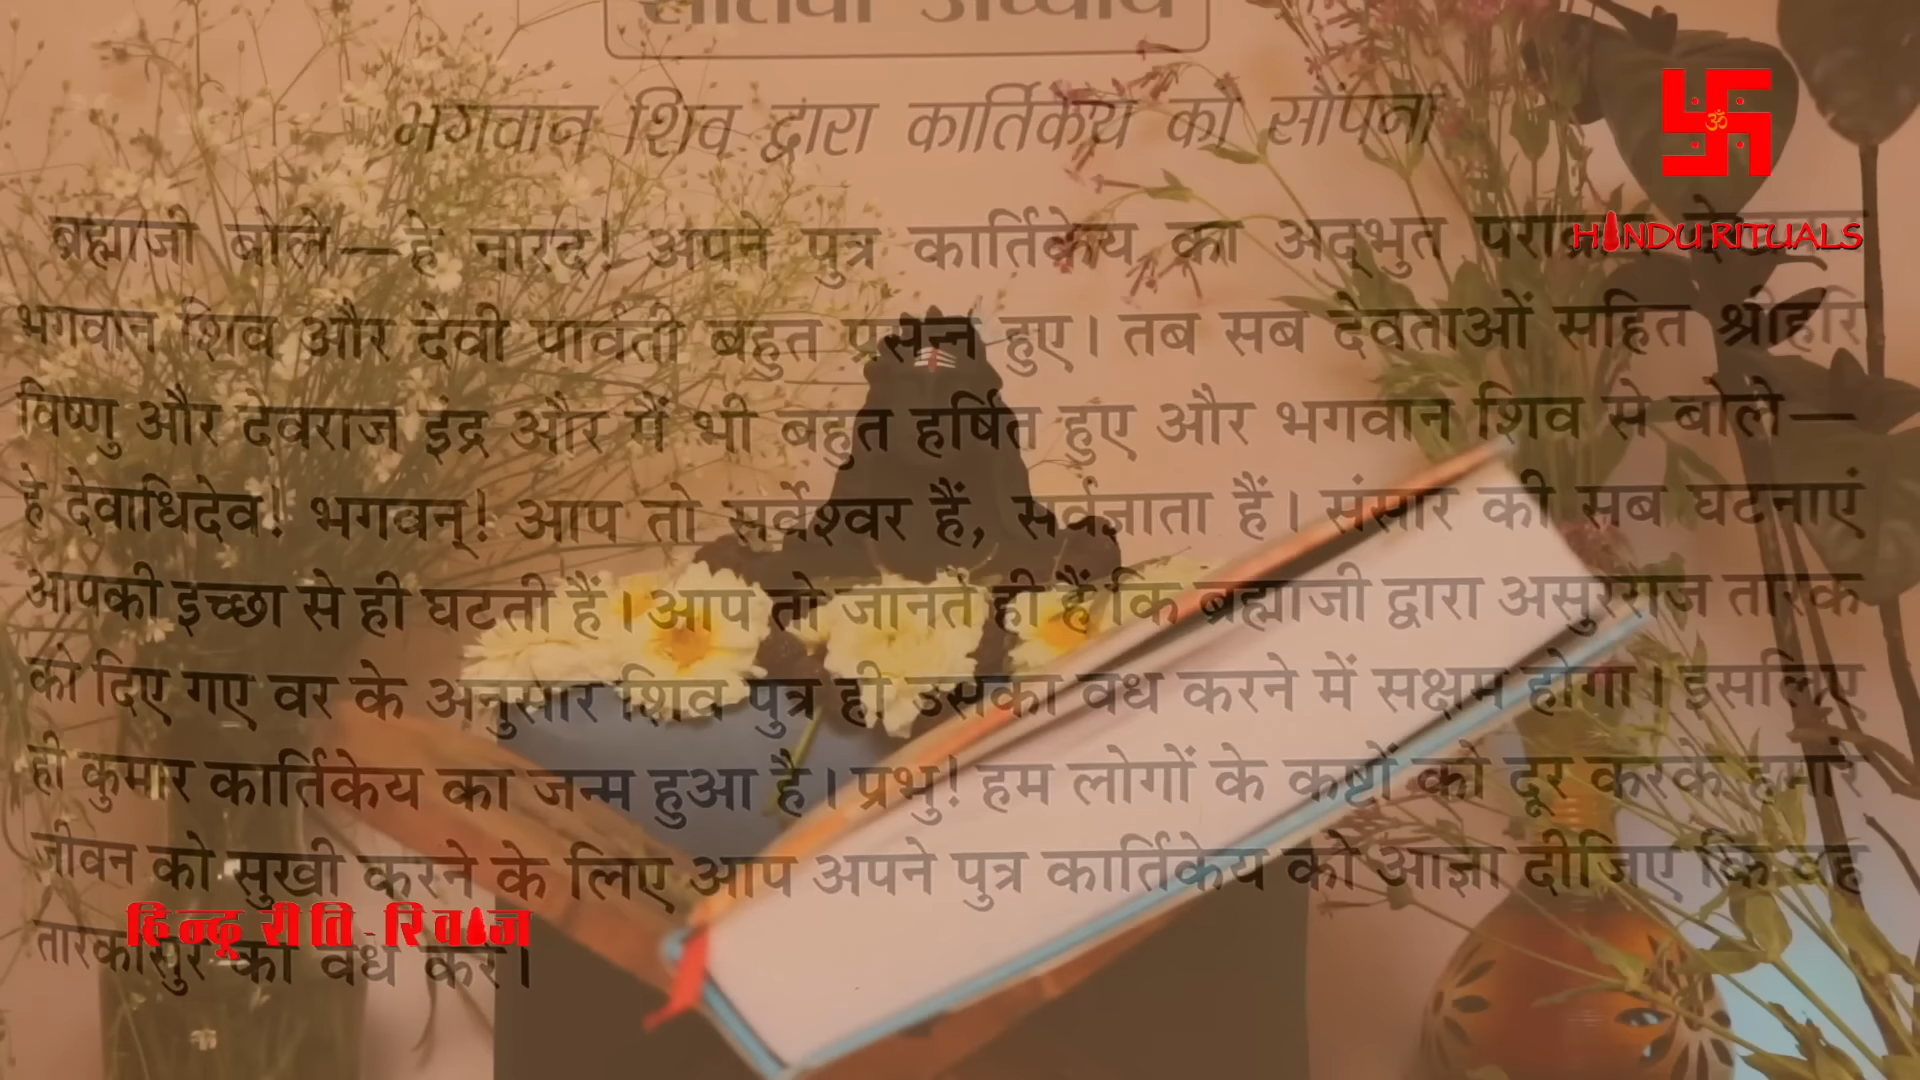 सातवां अध्याय
भगवान शिव द्वारा कार्तिकेय को सौंपना
ब्रह्माजी बोले—हे नारद! अपने पुत्र कार्तिकेय का अद्भुत पराक्रम देखकर
भगवान शिव और देवी पार्वती बहुत प्रसन्न हुए। तब सब देवताओं सहित श्रीहरि
विष्णु और देवराज इंद्र और मैं भी बहुत हर्षित हुए और भगवान शिव से बोले—
हे देवाधिदेव! भगवन्! आप तो सर्वेश्वर हैं, सर्वज्ञाता हैं। संसार की सब घटनाएं
आपकी इच्छा से ही घटती हैं। आप तो जानते ही हैं कि ब्रह्माजी द्वारा असुरराज तारक
को दिए गए वर के अनुसार शिव पुत्र ही उसका वध करने में सक्षम होगा। इसलिए
ही कुमार कार्तिकेय का जन्म हुआ है। प्रभु! हम लोगों के कष्टों को दूर करके हमारे
जीवन को सुखी करने के लिए आप अपने पुत्र कार्तिकेय को आज्ञा दीजिए कि वह
तारकासुर का वध करे।
ॐ
HINDU RITUALS
हिन्दू रीति-रिवाज